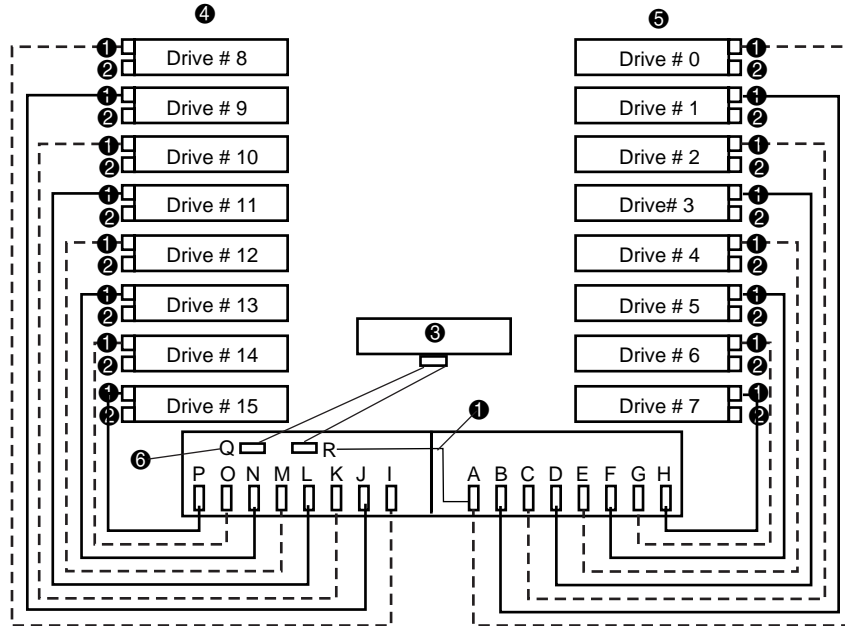 ❹ ❺
❶ Drive # 8 Drive # 0 ❶
❷ ❷
❶ Drive # 9 Drive # 1 ❶
❷ ❷
❶ Drive # 10 Drive # 2 ❶
❷ ❷
❶ Drive # 11 Drive# 3 ❶
❷ ❷
❶ Drive # 12 Drive # 4 ❶
❷ ❷
❶ Drive # 13 Drive # 5 ❶
❷ ❷
❶ Drive # 14 ❸ Drive # 6 ❶
❷ ❷
❶ Drive # 15 Drive # 7 ❶
❷ ❶ ❷
❻ Q R
P O N M L K J I A B C D E F G H